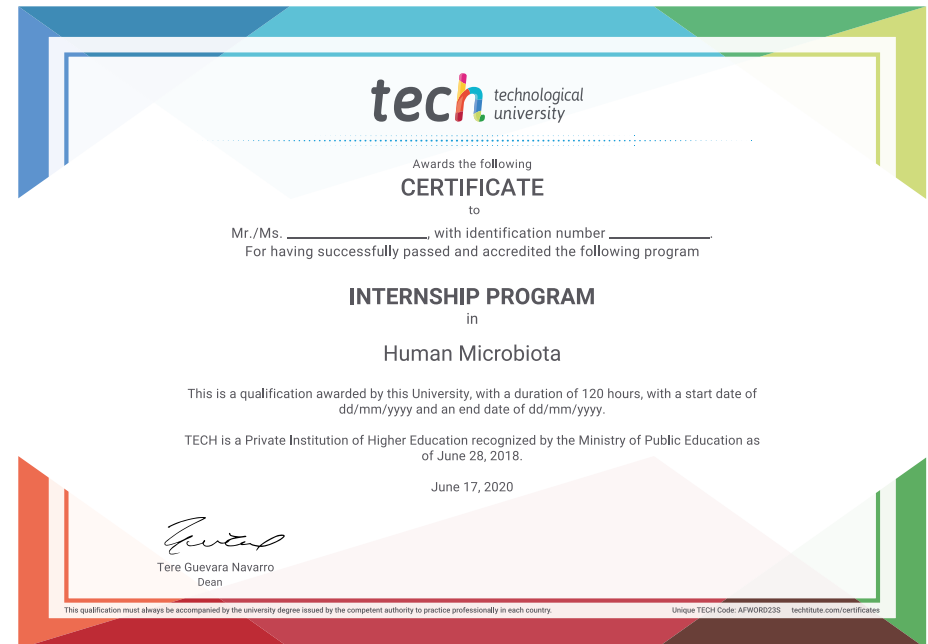 tech technological
university
Awards the following
CERTIFICATE
to
Mr./Ms. ____________________, with identification number ______________.
For having successfully passed and accredited the following program
INTERNSHIP PROGRAM
in
Human Microbiota
This is a qualification awarded by this University, with a duration of 120 hours, with a start date of
dd/mm/yyyy and an end date of dd/mm/yyyy.
TECH is a Private Institution of Higher Education recognized by the Ministry of Public Education as
of June 28, 2018.
June 17, 2020
Tere Guevara Navarro
Dean
This qualification must always be accompanied by the university degree issued by the competent authority to practice professionally in each country.
Unique TECH Code: AFWORD23S techtitute.com/certificates